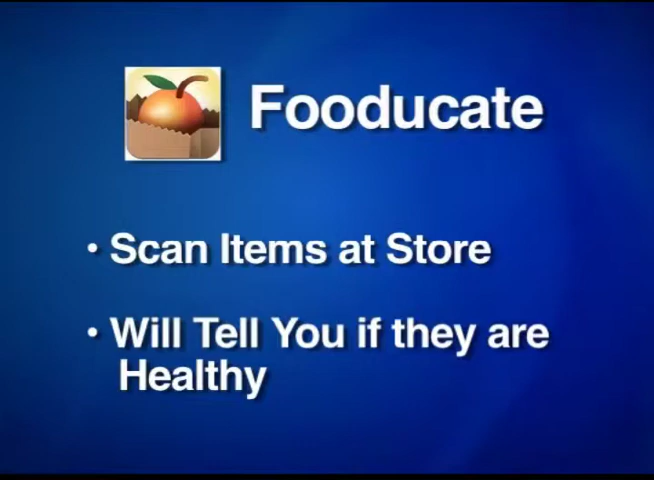 Fooducate
• Scan Items at Store
• Will Tell You if they are
Healthy